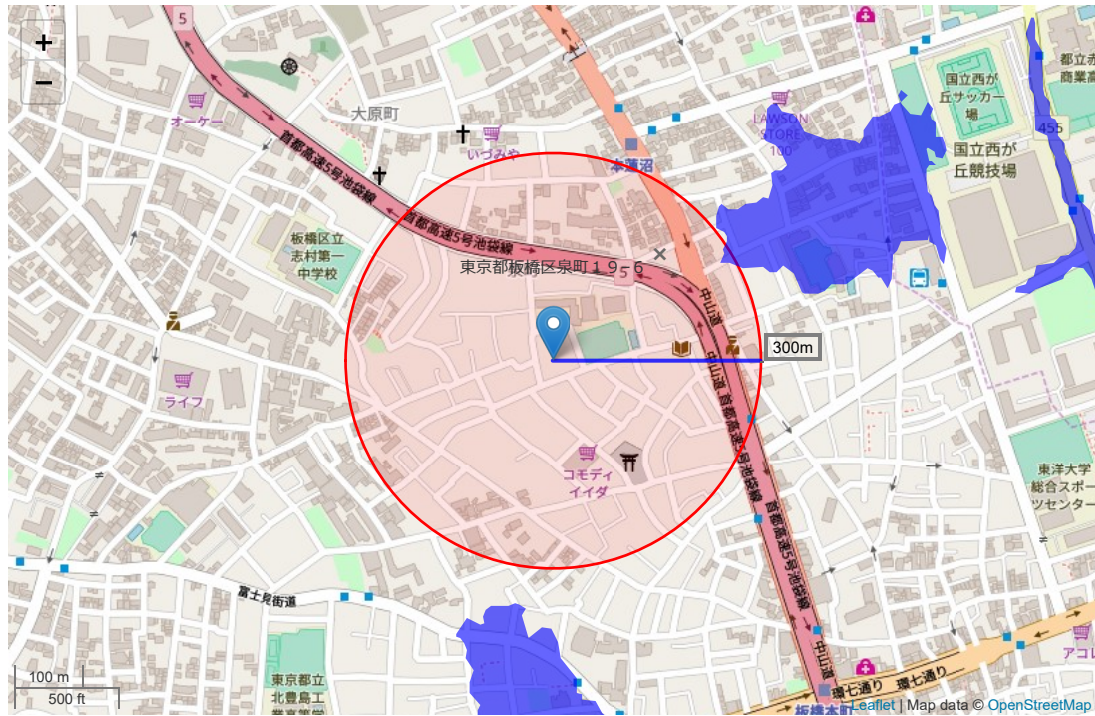 +
−
5
オーケー
大原町
いづみや
首都高速5号池袋線
本蓮沼
LAWSON
STORE
100
国立西が
丘サッカー
場
都立赤
商業高
455
国立西が
丘競技場
首都高速5号池袋線
板橋区立
志村第一
中学校
東京都板橋区泉町１９−６
5
中山道
300m
中山道
首都高速5号池袋線
ライフ
コモディ
イイダ
東洋大学
総合スポー
ツセンター
首都高速5号池袋線
富士見街道
中山道
アコレ
100 m
500 ft
東京都立
北豊島工
業高等学
環七通り
環七通り
板橋本町
Leaflet | Map data © OpenStreetMap